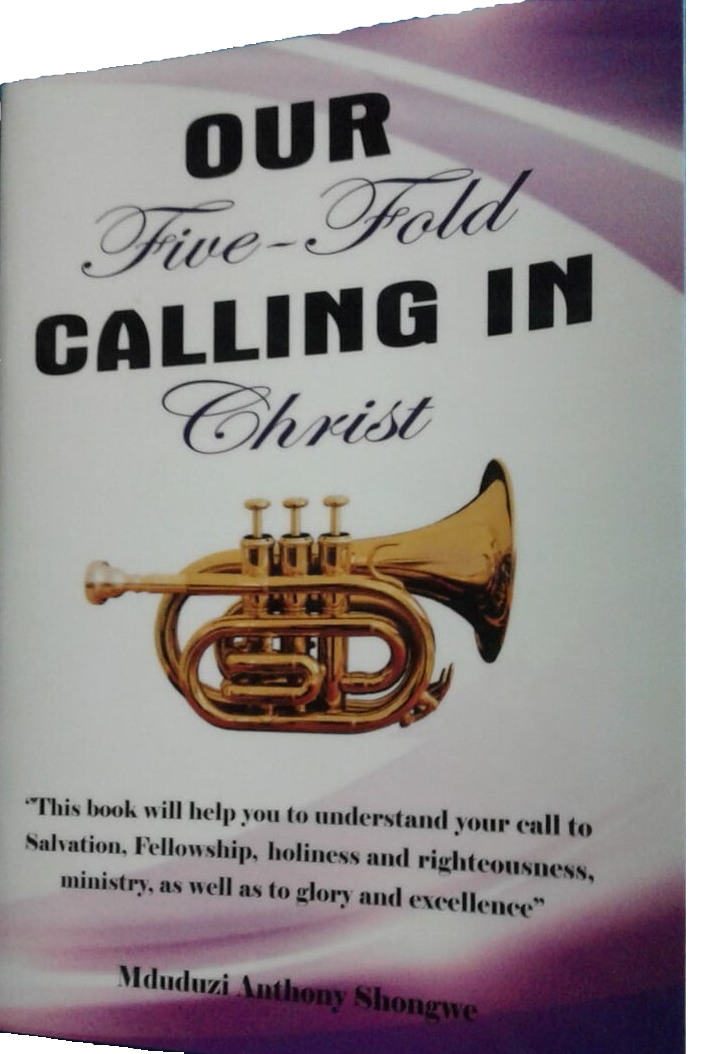 OUR
Five-Fold
CALLING IN
Christ
"This book will help you to understand your call to
Salvation, Fellowship, holiness and righteousness,
ministry, as well as to glory and excellence"
Mduduzi Anthony Shongwe